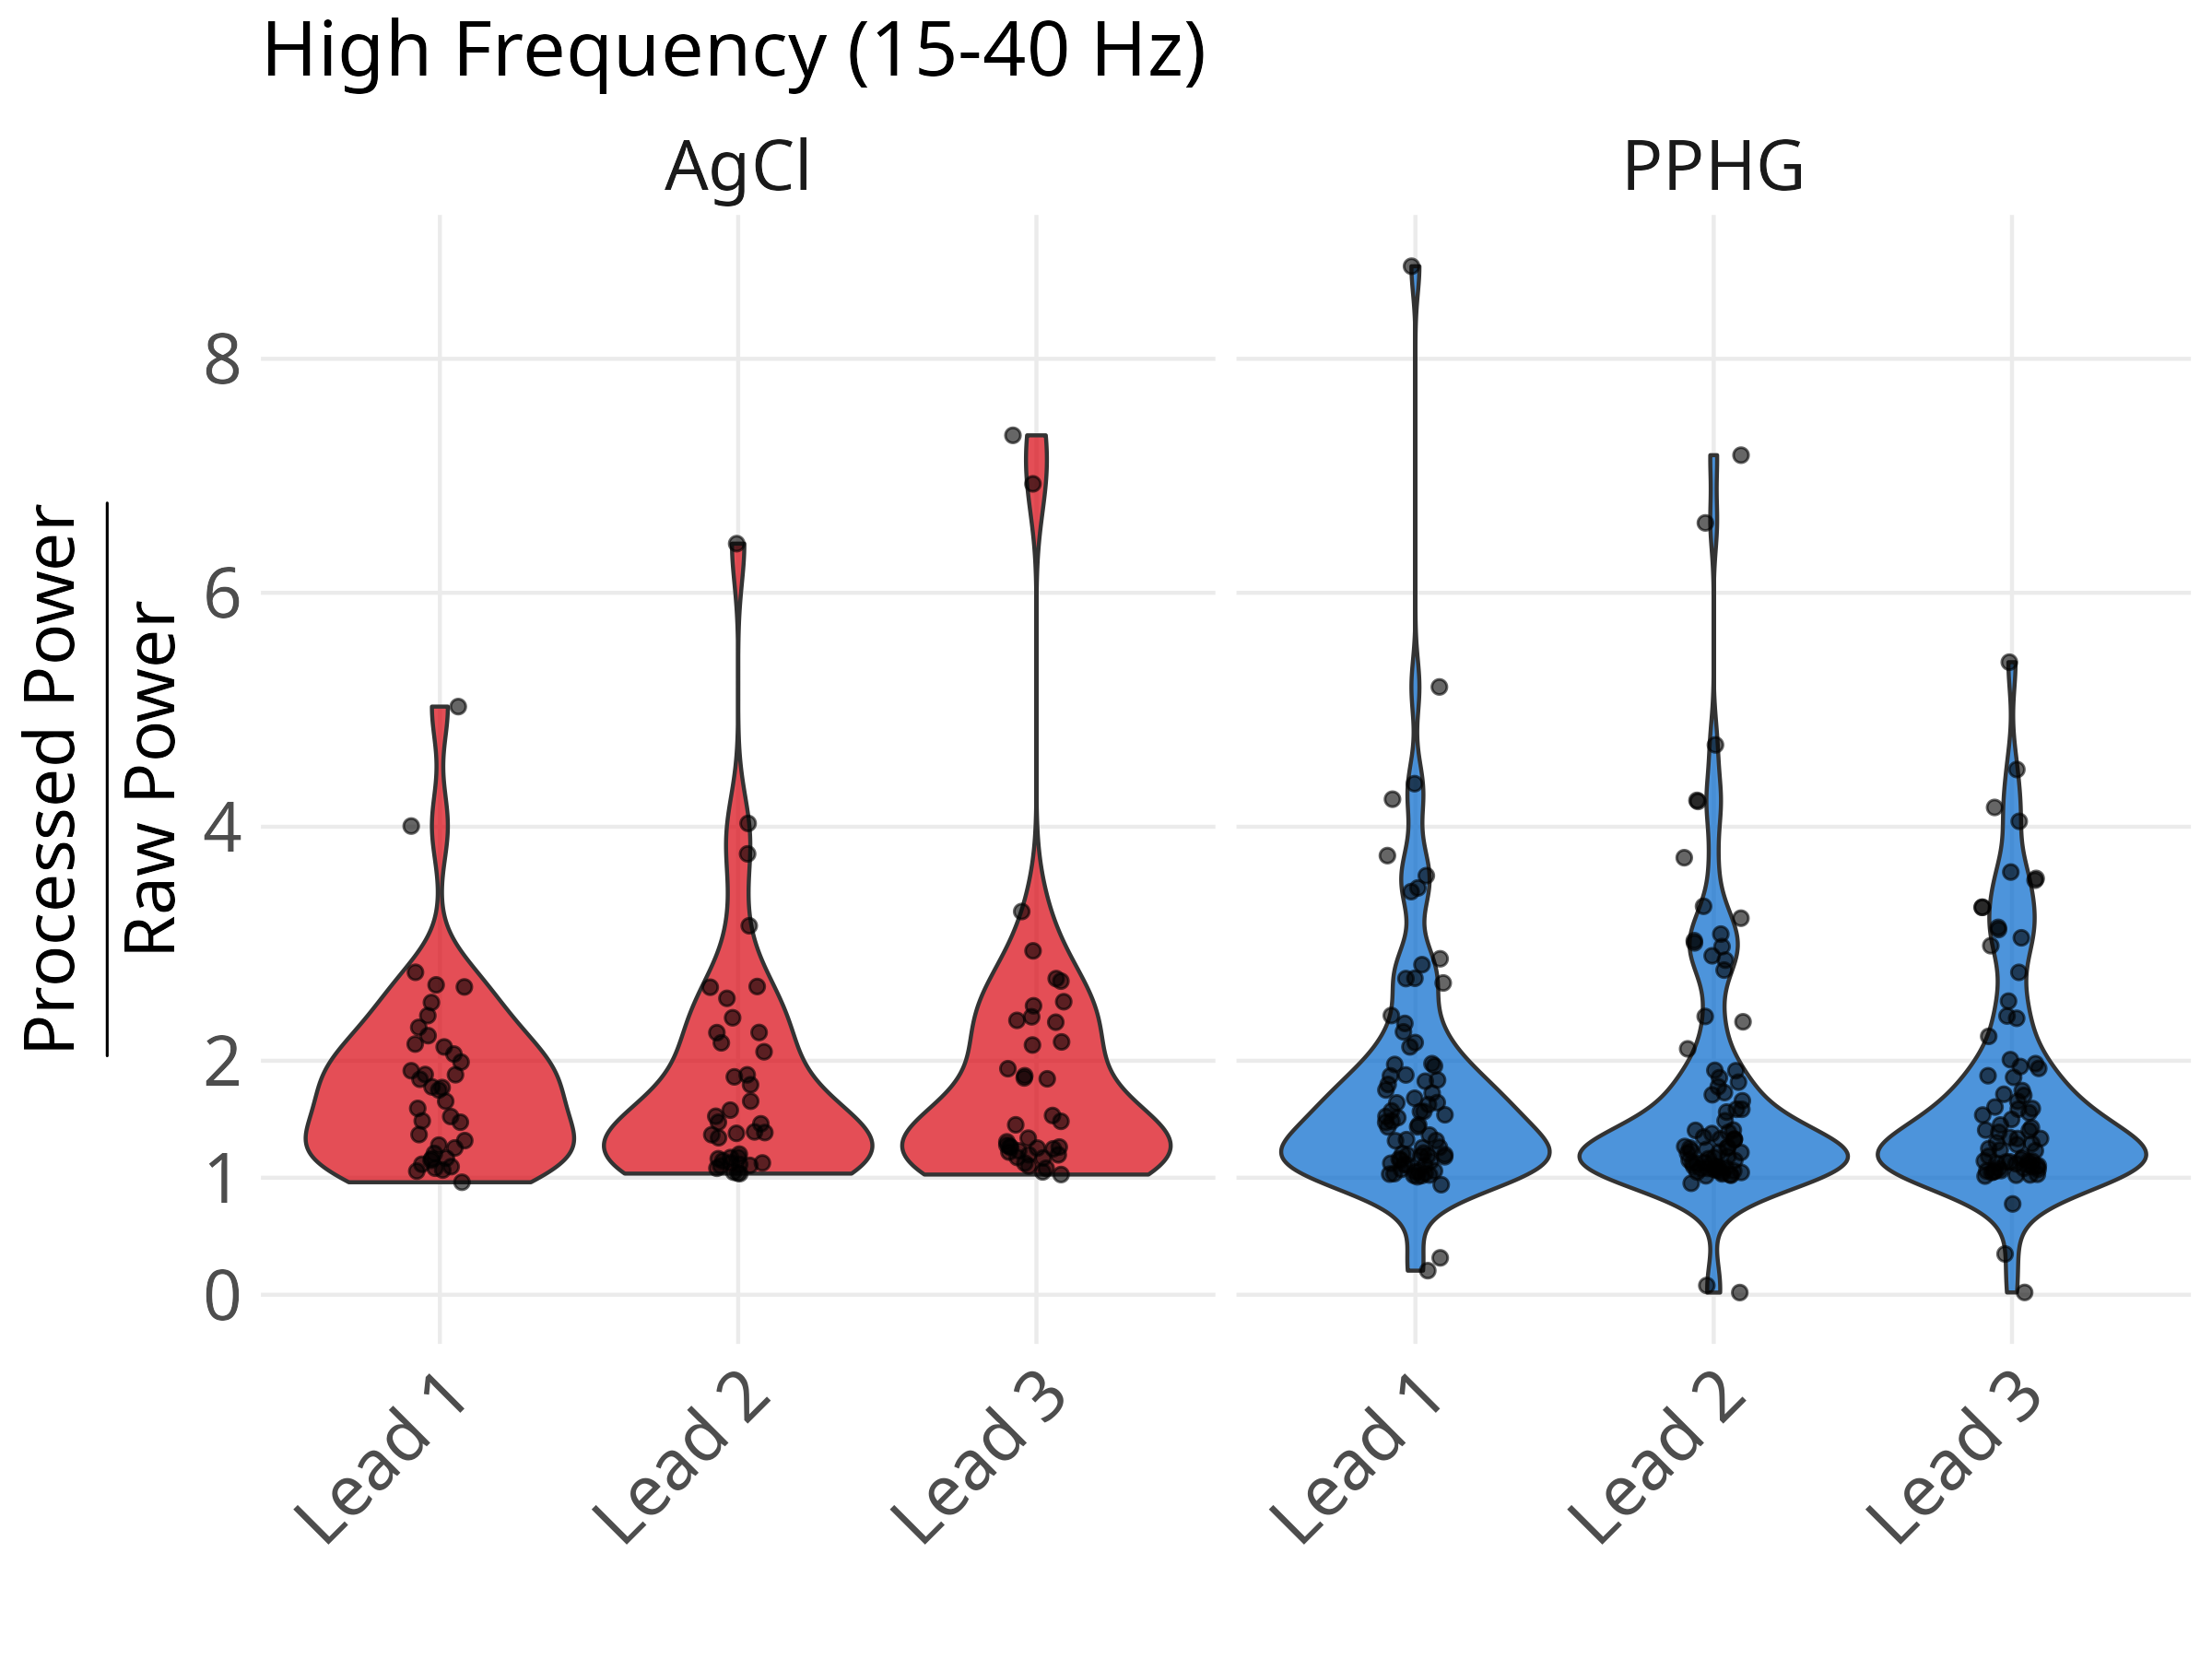 High Frequency (15-40 Hz)
AgCl
PPHG
Processed Power
Raw Power
8
6
4
2
1
0
Lead 1
Lead 2
Lead 3
Lead 1
Lead 2
Lead 3